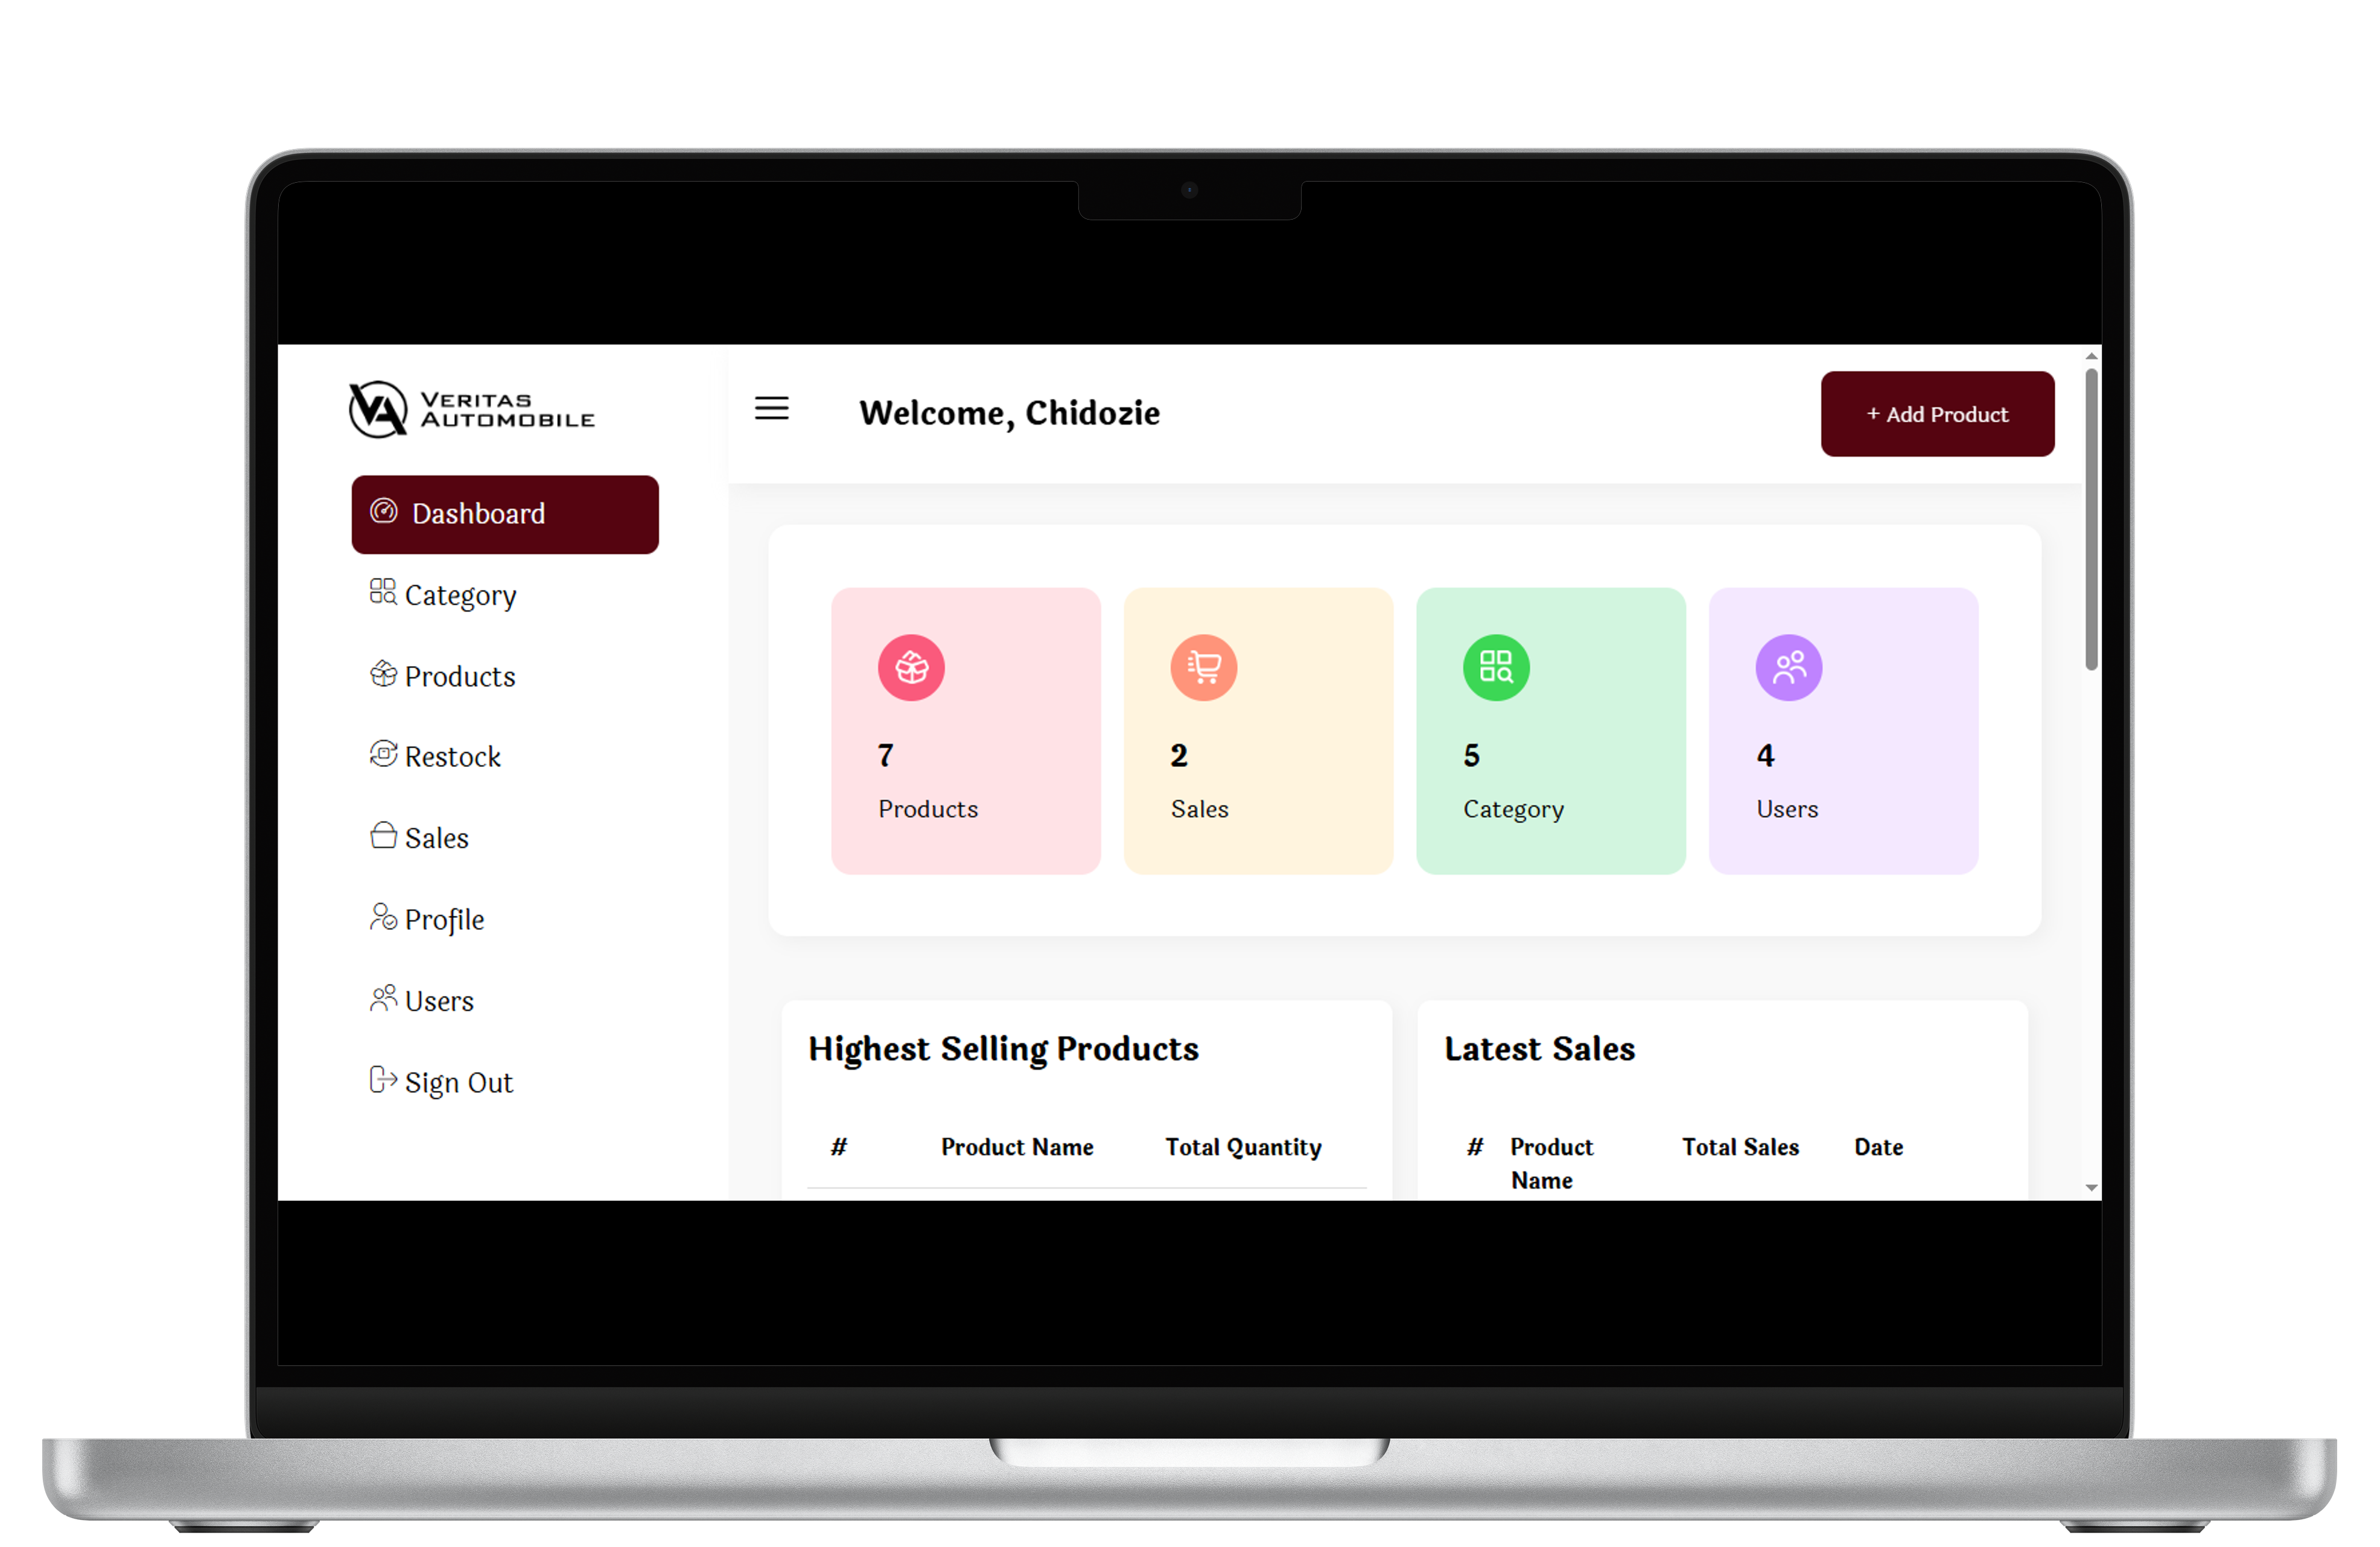 VA VERITAS
AUTOMOBILE
Welcome, Chidozie
+ Add Product
Dashboard
Category
Products
Restock
Sales
Profile
Users
Sign Out
7
Products
2
Sales
5
Category
4
Users
Highest Selling Products
# Product Name Total Quantity
Latest Sales
# Product Name Total Sales Date